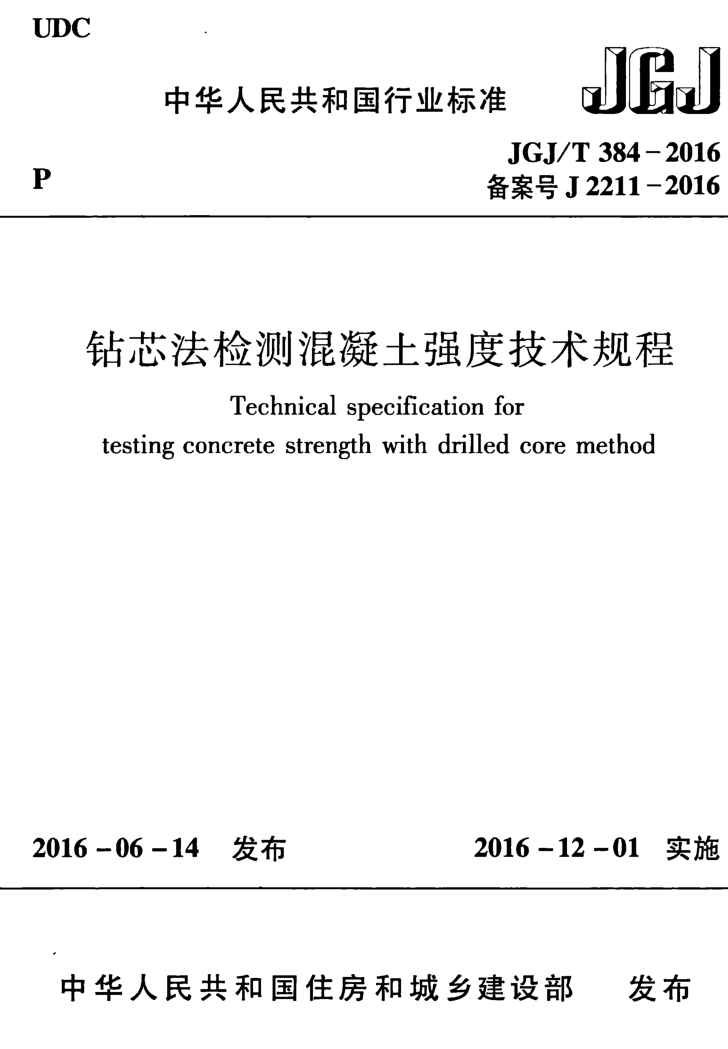 UDC
中华人民共和国行业标准
JGJ
JGJ/T 384-2016
P
备案号 J 2211-2016
钻芯法检测混凝土强度技术规程
Technical specification for
testing concrete strength with drilled core method
2016-06-14 发布
2016-12-01 实施
中华人民共和国住房和城乡建设部 发布